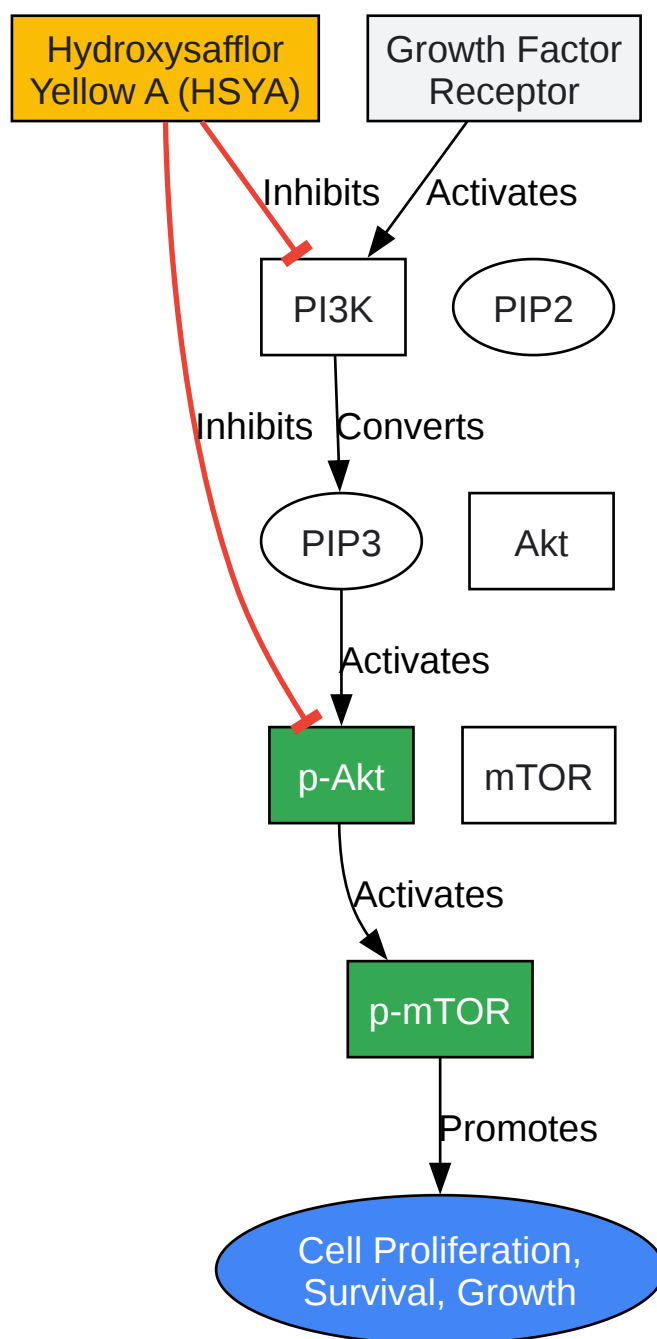 Hydroxysafflor
Yellow A (HSYA)
Growth Factor
Receptor
Inhibits
Activates
PI3K
PIP2
Inhibits
Converts
PIP3
Akt
Activates
p-Akt
mTOR
Activates
p-mTOR
Promotes
Cell Proliferation,
Survival, Growth